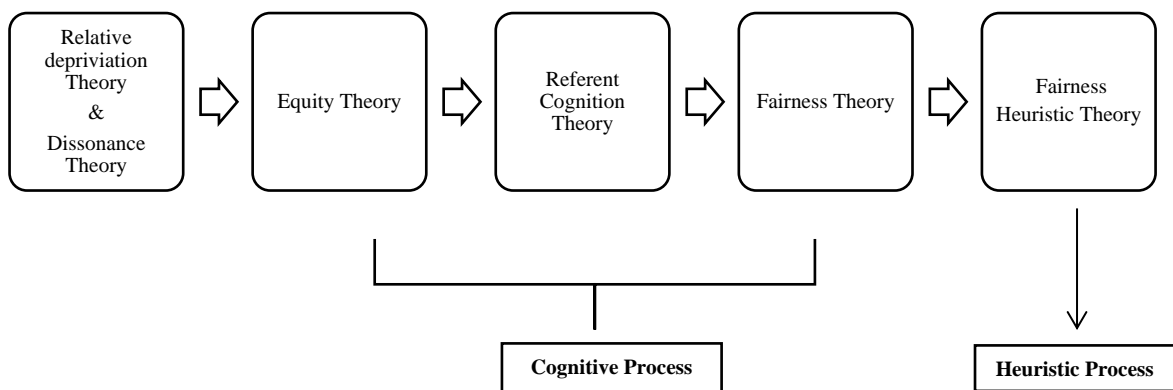 Relative
depriviation
Theory
&
Dissonance
Theory
Equity Theory
Referent
Cognition
Theory
Fairness Theory
Fairness
Heuristic Theory
Cognitive Process
Heuristic Process